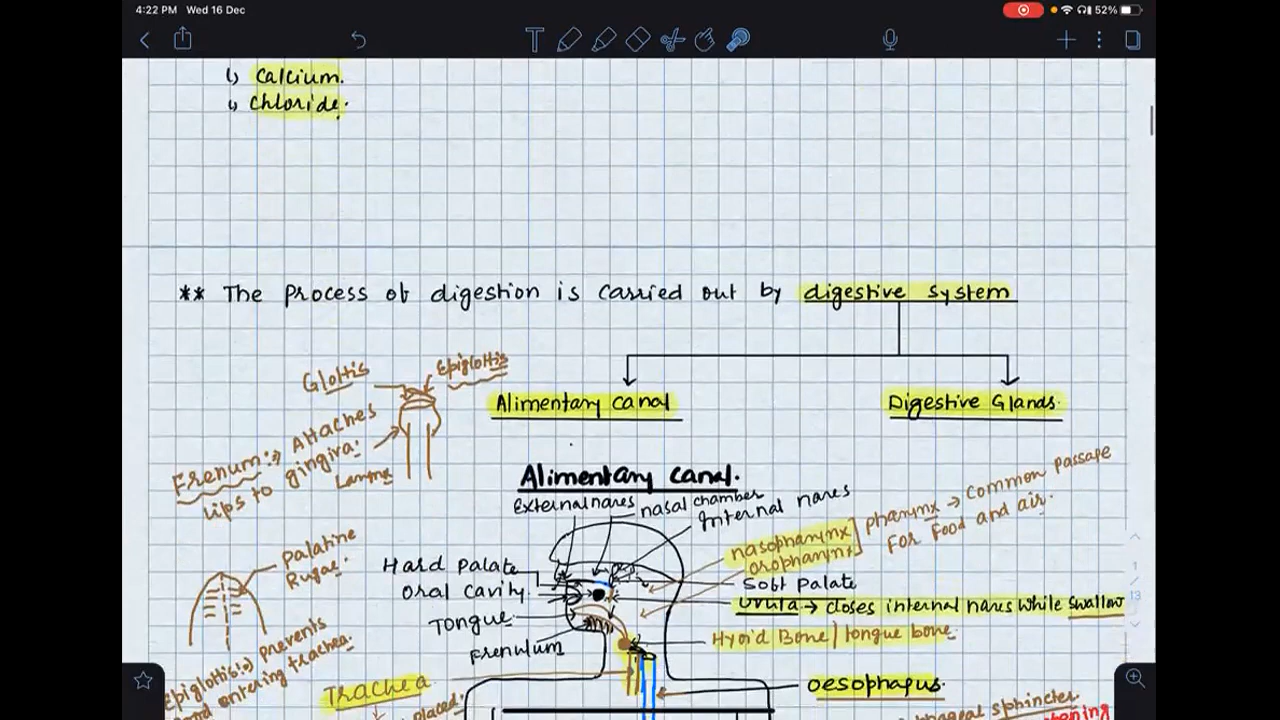 4:22 PM Wed 16 Dec
52%
Calcium.
Chloride.
** The process of digestion is carried out by digestive system
Alimentary canal
Digestive Glands.
Glottis
Epiglottis
Frenum :→ Attaches
lips to gingiva.
Alimentary canal.
External nares
nasal chamber
Internal nares
nasopharynx
oropharynx
pharynx → Common passage
For Food and air.
Palatine
Rugae.
Hard palate
oral cavity.
Tongue
Frenulum
Soft Palate
Uvula → closes internal nares while swallow
Hyoid Bone / tongue bone.
Epiglottis :→ Prevents
entering trachea
Trachea
placed.
oesophagus.
sphincter
1
13